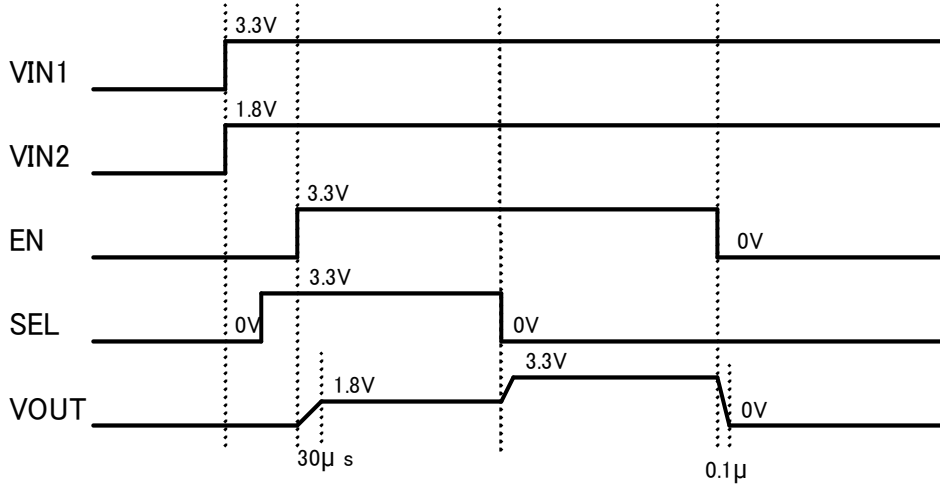 3.3V
VIN1
1.8V
VIN2
3.3V
EN
0V
3.3V
SEL
0V
0V
3.3V
1.8V
VOUT
0V
30μ s
0.1μ